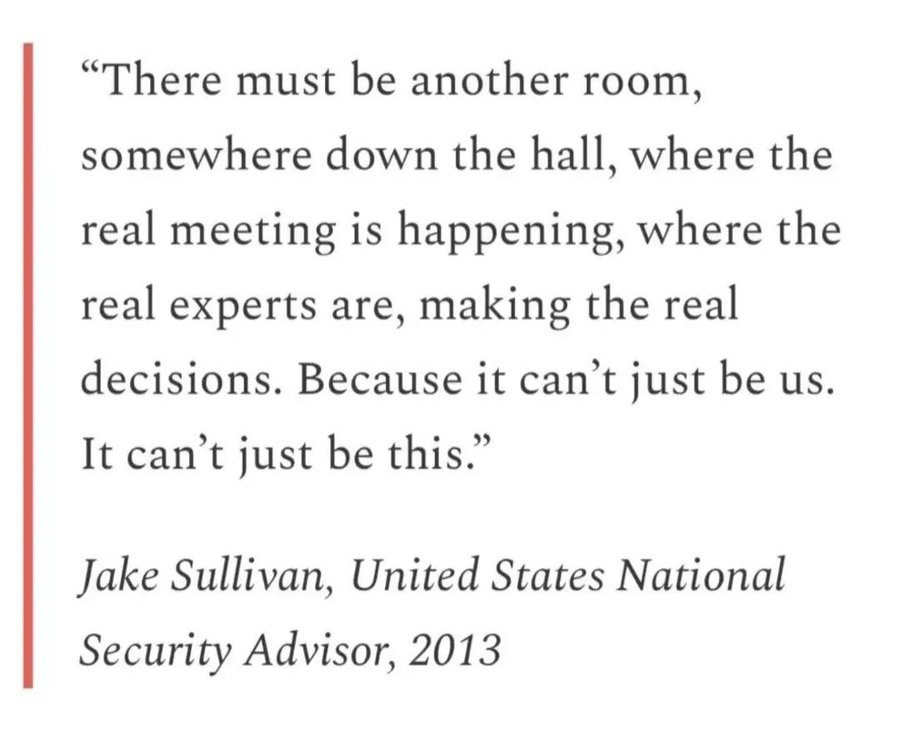 “There must be another room,
somewhere down the hall, where the
real meeting is happening, where the
real experts are, making the real
decisions. Because it can’t just be us.
It can’t just be this.”
Jake Sullivan, United States National
Security Advisor, 2013